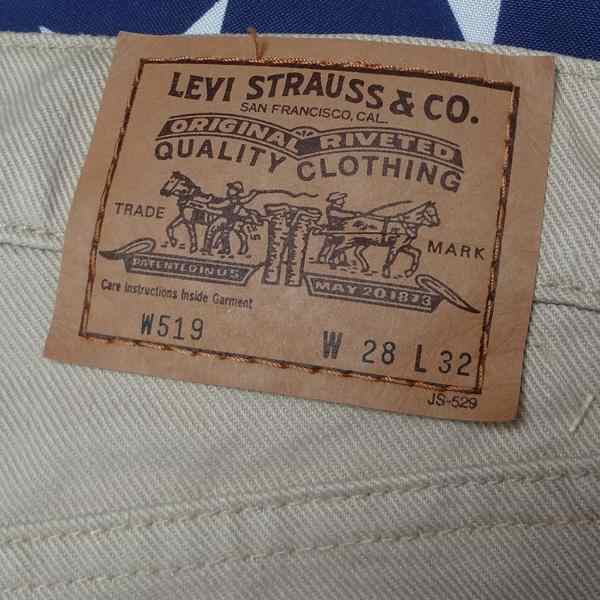 LEVI STRAUSS & CO.
SAN FRANCISCO, CAL.
ORIGINAL RIVETED
QUALITY CLOTHING
TRADE MARK
PATENTED IN U S MAY 20 1873
Care Instructions Inside Garment
W519 W 28 L 32
JS-529